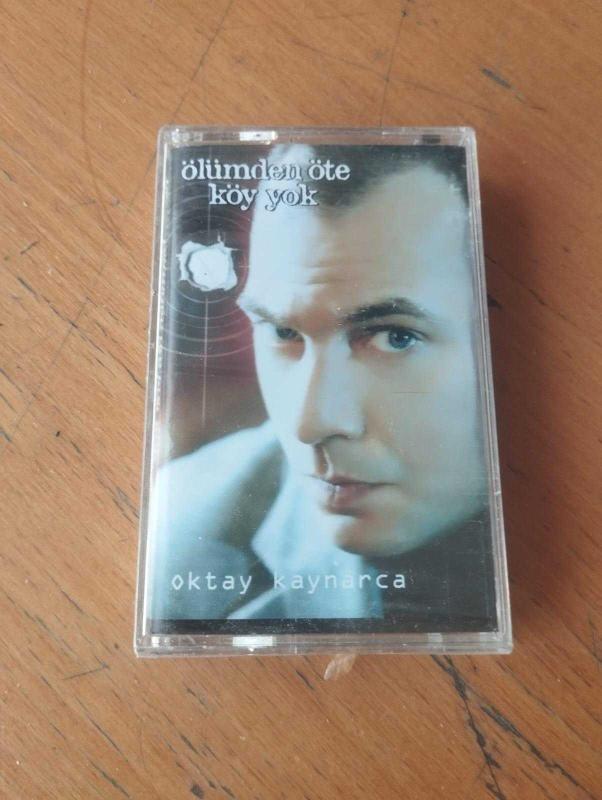 ölümden öte
köy yok
oktay kaynarca